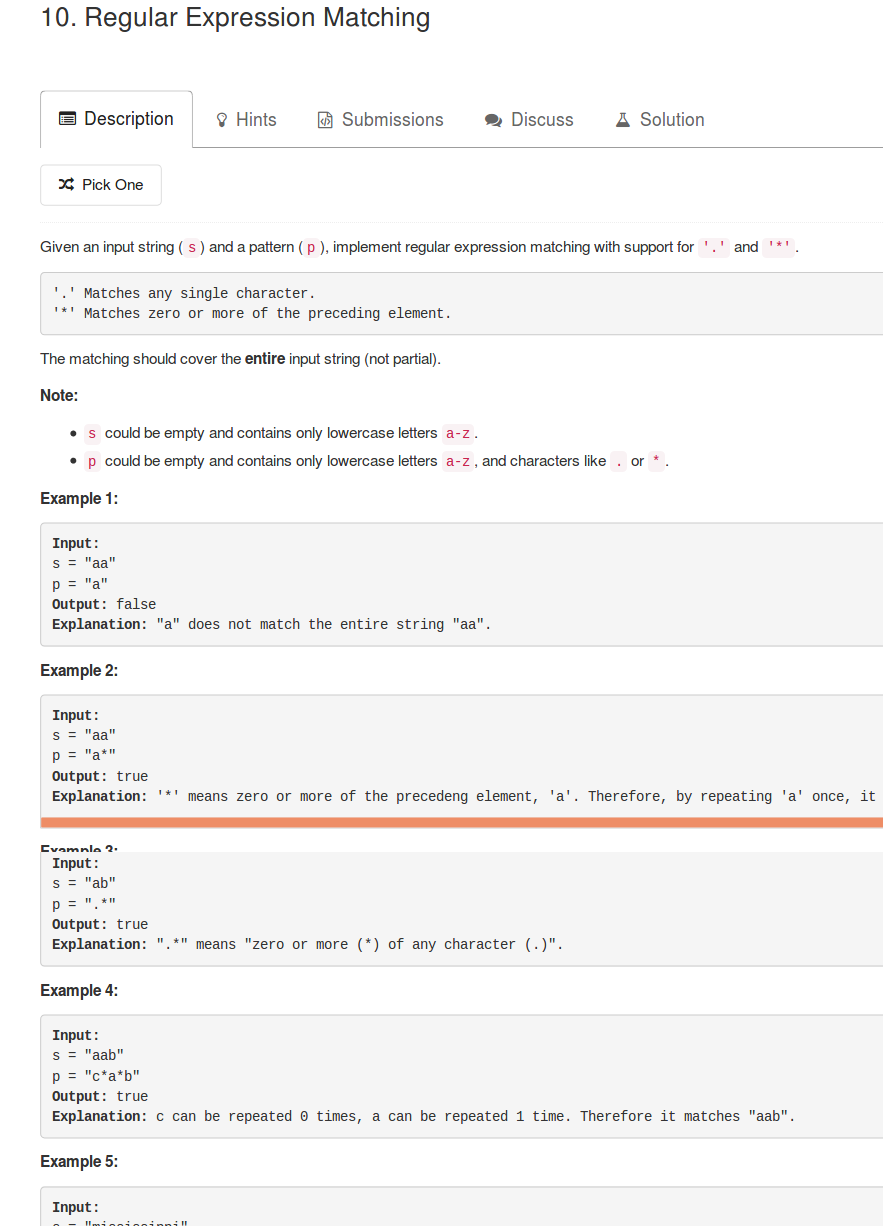 10. Regular Expression Matching
Description Hints Submissions Discuss Solution
Pick One
Given an input string ( s ) and a pattern ( p ), implement regular expression matching with support for '.' and '*' .
'.' Matches any single character.
'*' Matches zero or more of the preceding element.
The matching should cover the entire input string (not partial).
Note:
• s could be empty and contains only lowercase letters a-z .
• p could be empty and contains only lowercase letters a-z , and characters like . or * .
Example 1:
Input:
s = "aa"
p = "a"
Output: false
Explanation: "a" does not match the entire string "aa".
Example 2:
Input:
s = "aa"
p = "a*"
Output: true
Explanation: '*' means zero or more of the precedeng element, 'a'. Therefore, by repeating 'a' once, it
Example 3:
Input:
s = "ab"
p = ".*"
Output: true
Explanation: ".*" means "zero or more (*) of any character (.)".
Example 4:
Input:
s = "aab"
p = "c*a*b"
Output: true
Explanation: c can be repeated 0 times, a can be repeated 1 time. Therefore it matches "aab".
Example 5:
Input:
s = "mississippi"